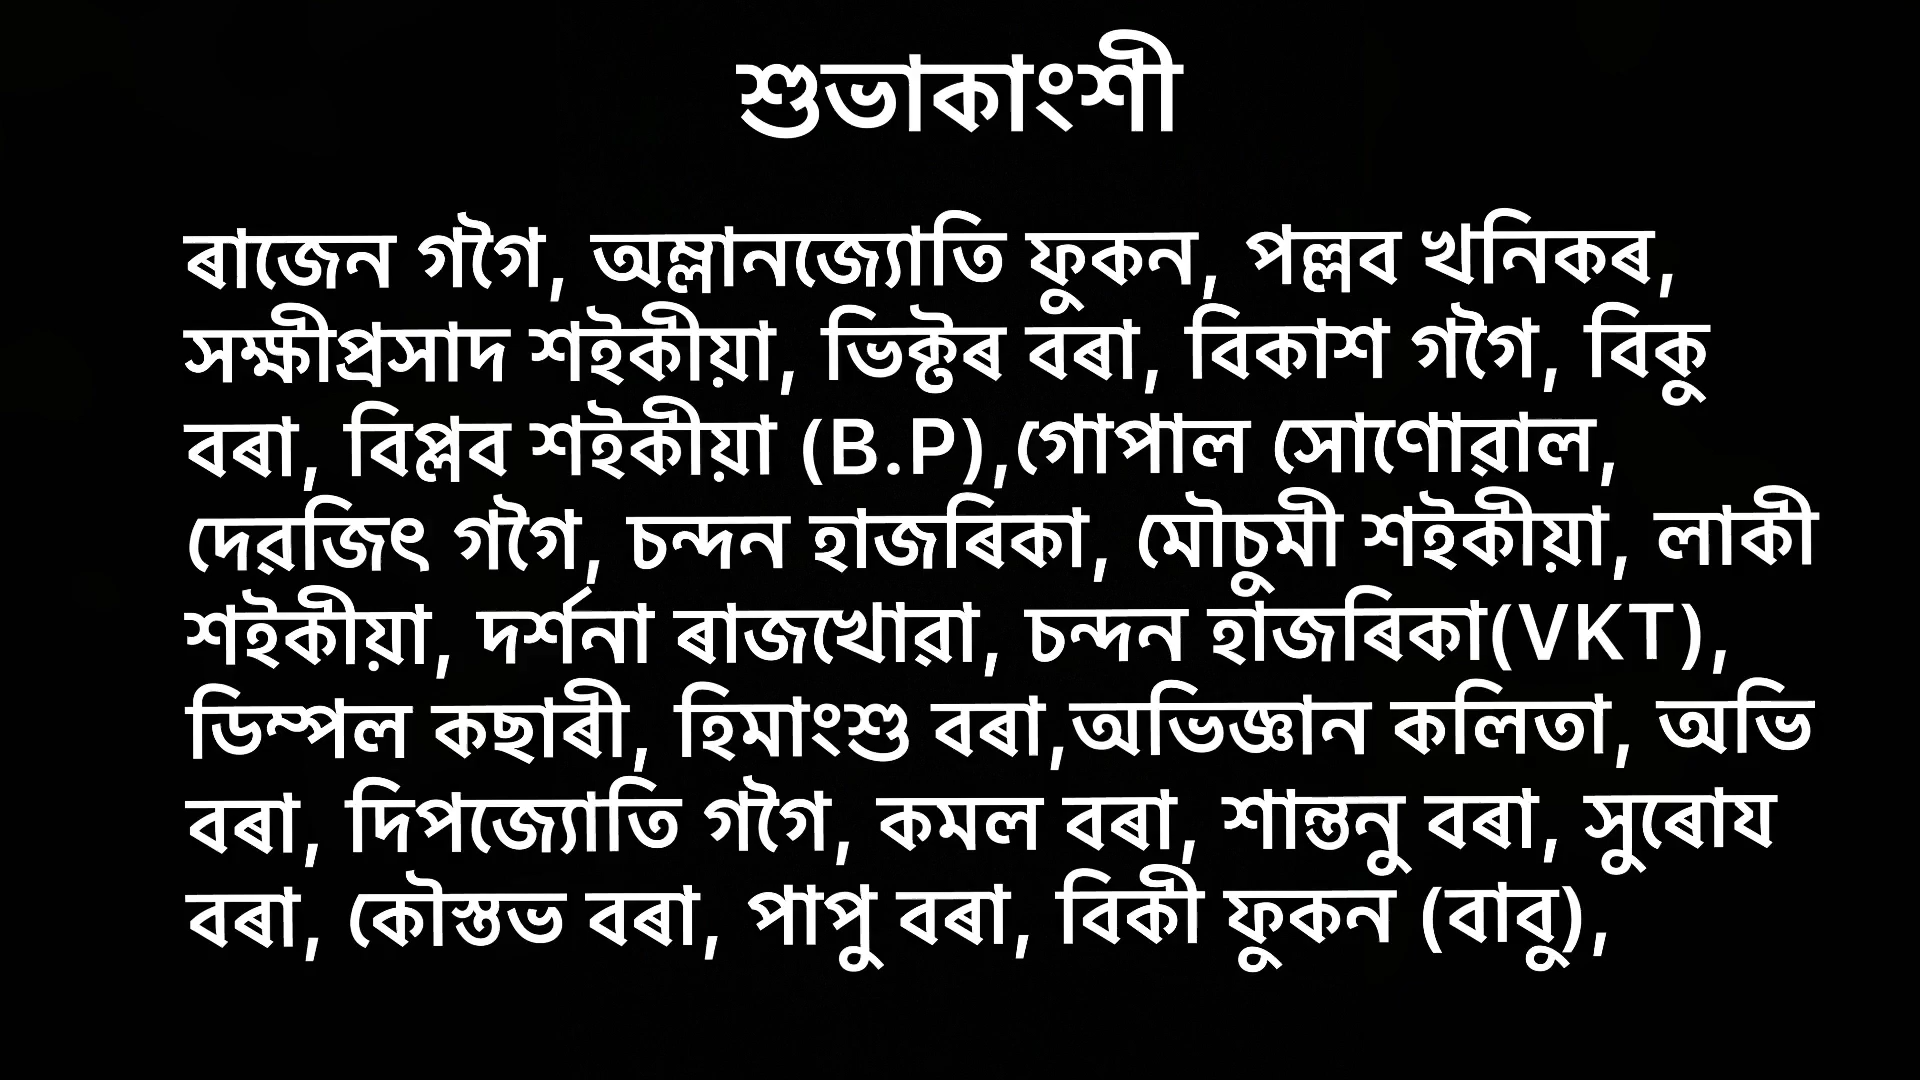 শুভাকাংশী
ৰাজেন গগৈ, অম্লানজ্যোতি ফুকন, পল্লব খনিকৰ,
সক্ষীপ্ৰসাদ শইকীয়া, ভিক্টৰ বৰা, বিকাশ গগৈ, বিকু
বৰা, বিপ্লব শইকীয়া (B.P),গোপাল সোণোৱাল,
দেৱজিৎ গগৈ, চন্দন হাজৰিকা, মৌচুমী শইকীয়া, লাকী
শইকীয়া, দৰ্শনা ৰাজখোৱা, চন্দন হাজৰিকা(VKT),
ডিম্পল কছাৰী, হিমাংশু বৰা,অভিজ্ঞান কলিতা, অভি
বৰা, দিপজ্যোতি গগৈ, কমল বৰা, শান্তনু বৰা, সুৰোয
বৰা, কৌস্তভ বৰা, পাপু বৰা, বিকী ফুকন (বাবু),